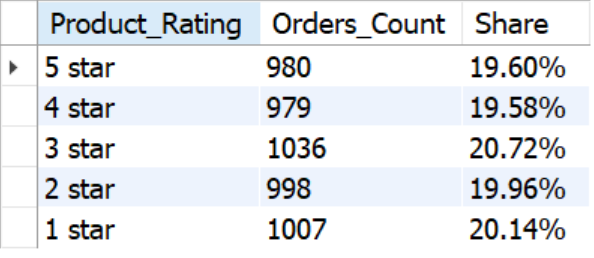 Product_Rating Orders_Count Share
5 star 980 19.60%
4 star 979 19.58%
3 star 1036 20.72%
2 star 998 19.96%
1 star 1007 20.14%